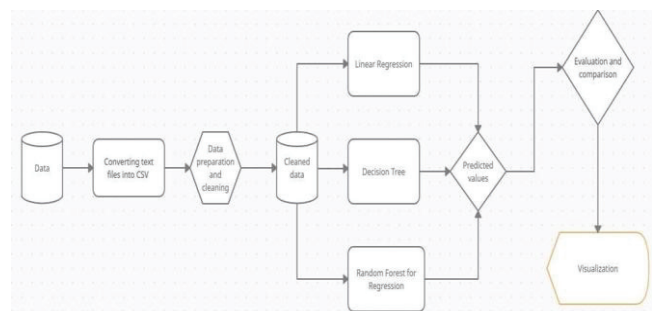 Data
Converting text
files into CSV
Data
preparation
and
cleaning
Cleaned
data
Linear Regression
Decision Tree
Random Forest for
Regression
Predicted
values
Evaluation and
comparison
Visualization